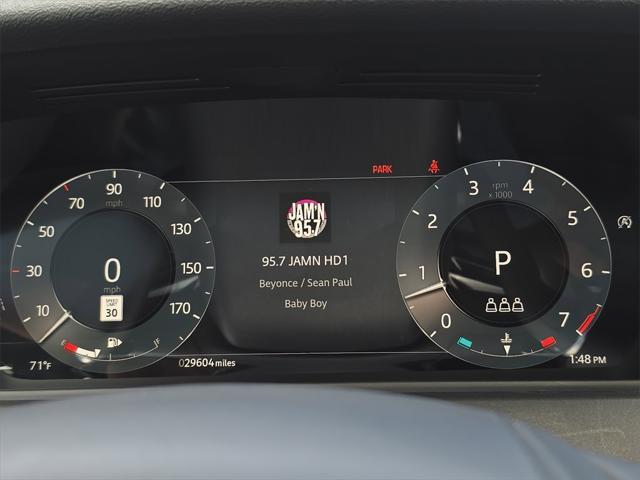 PARK
10
30
50
70
90
110
130
150
170
mph
0
mph
SPEED LIMIT
30
E
F
71°F
029604 miles
JAM'N
95.7
95.7 JAMN HD1
Beyonce / Sean Paul
Baby Boy
0
1
2
3
4
5
6
7
rpm
x 1000
P
1:48 PM